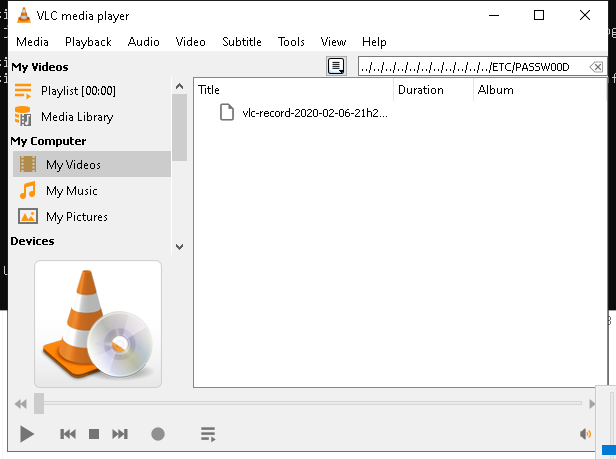 VLC media player
Media Playback Audio Video Subtitle Tools View Help
My Videos
../../../../../../../../../../../ETC/PASSW00D
Playlist [00:00]
Media Library
My Computer
My Videos
My Music
My Pictures
Devices
Title Duration Album
vlc-record-2020-02-06-21h2...